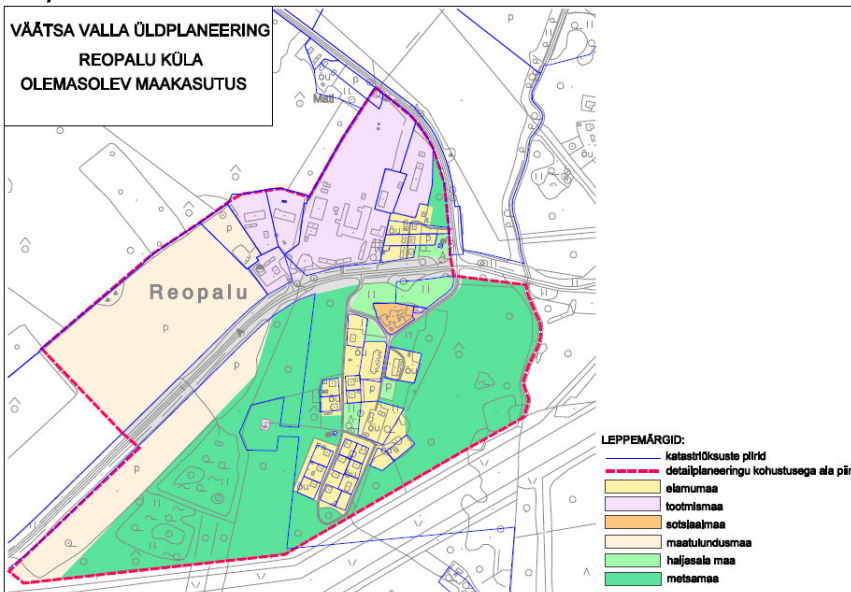 VÄÄTSA VALLA ÜLDPLANEERING
REOPALU KÜLA
OLEMASOLEV MAAKASUTUS
Mati
Reopalu
LEPPEMÄRGID:
katastriüksuste piirid
detailplaneeringu kohustusega ala piir
elamumaa
tootmismaa
sotsiaalmaa
maatulundusmaa
haljasala maa
metsamaa